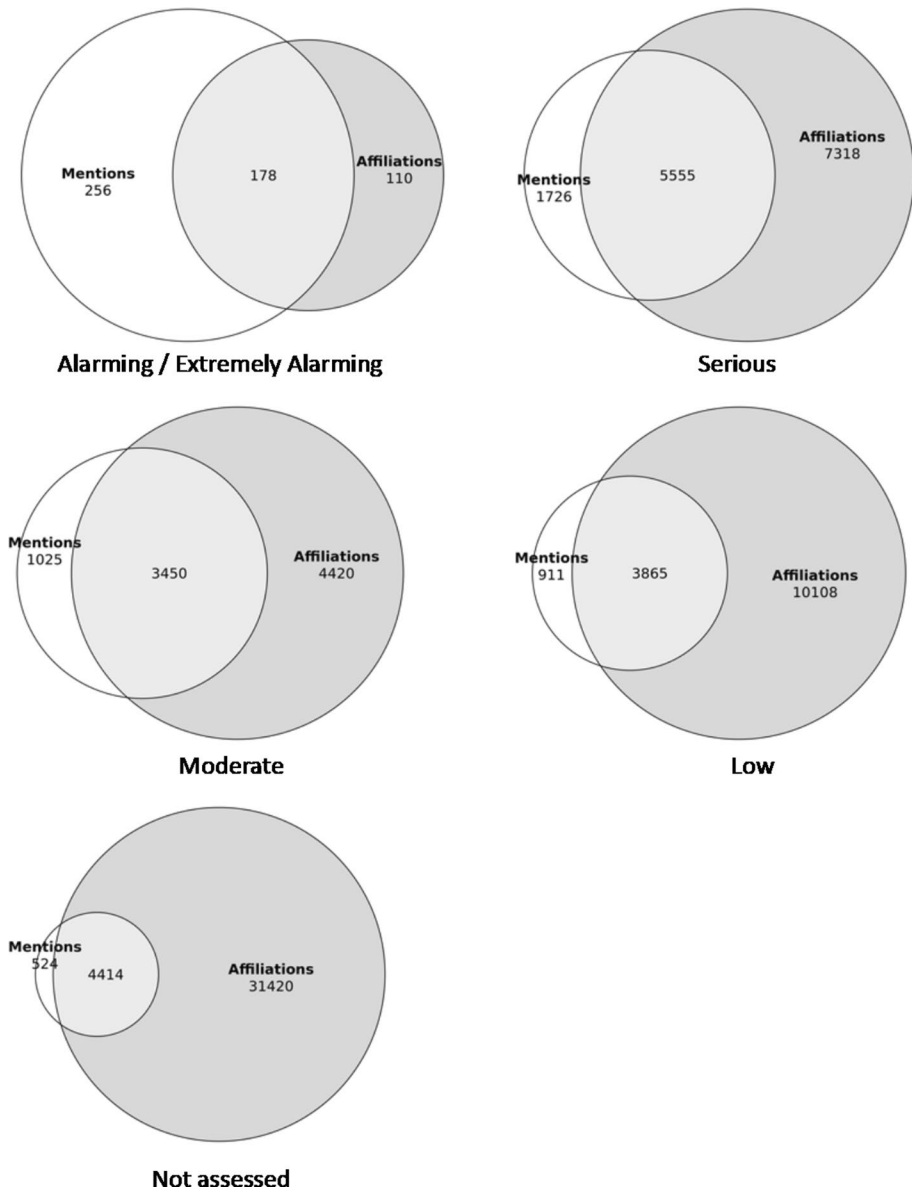 Mentions
256
178
Affiliations
110
Alarming / Extremely Alarming
Mentions
1726
5555
Affiliations
7318
Serious
Mentions
1025
3450
Affiliations
4420
Moderate
Mentions
911
3865
Affiliations
10108
Low
Mentions
524
4414
Affiliations
31420
Not assessed